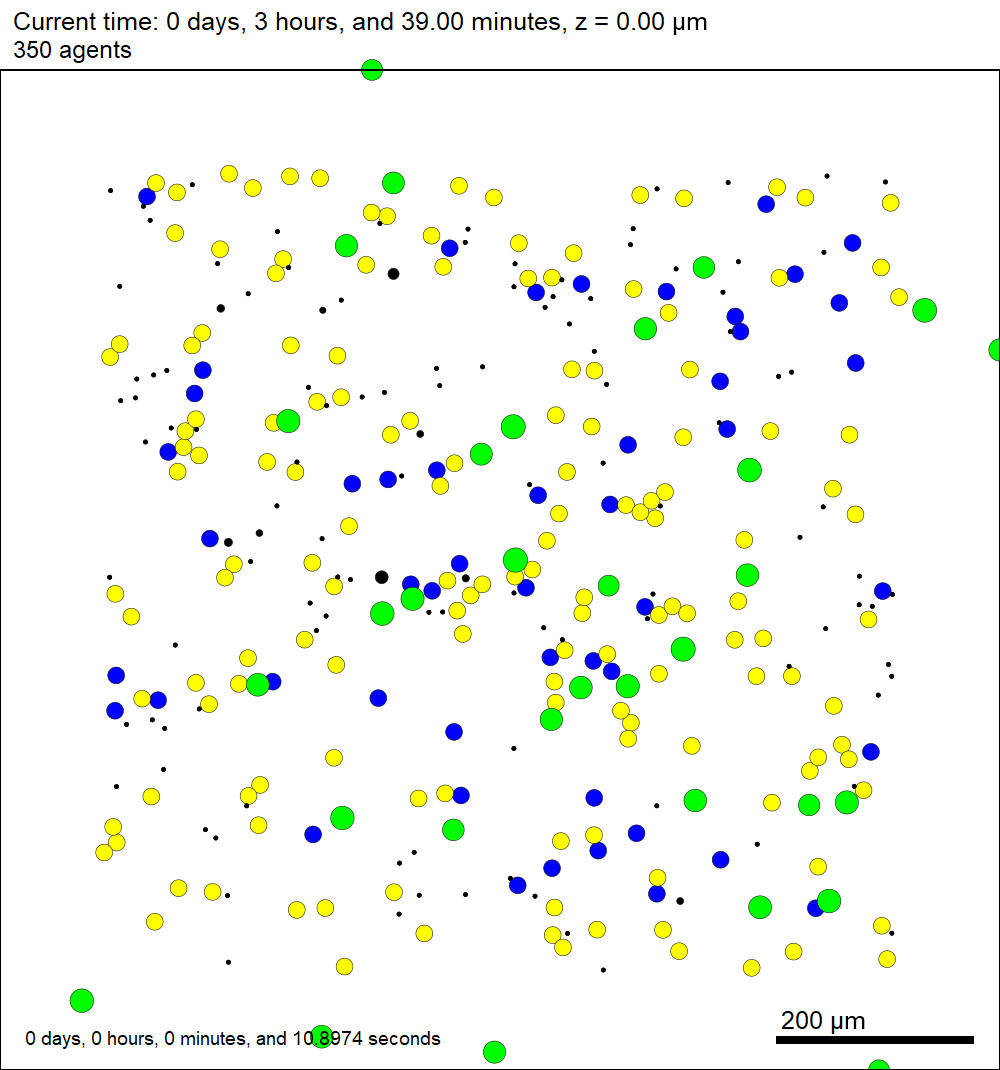 Current time: 0 days, 3 hours, and 39.00 minutes, z = 0.00 µm
350 agents
200 µm
0 days, 0 hours, 0 minutes, and 10.8974 seconds